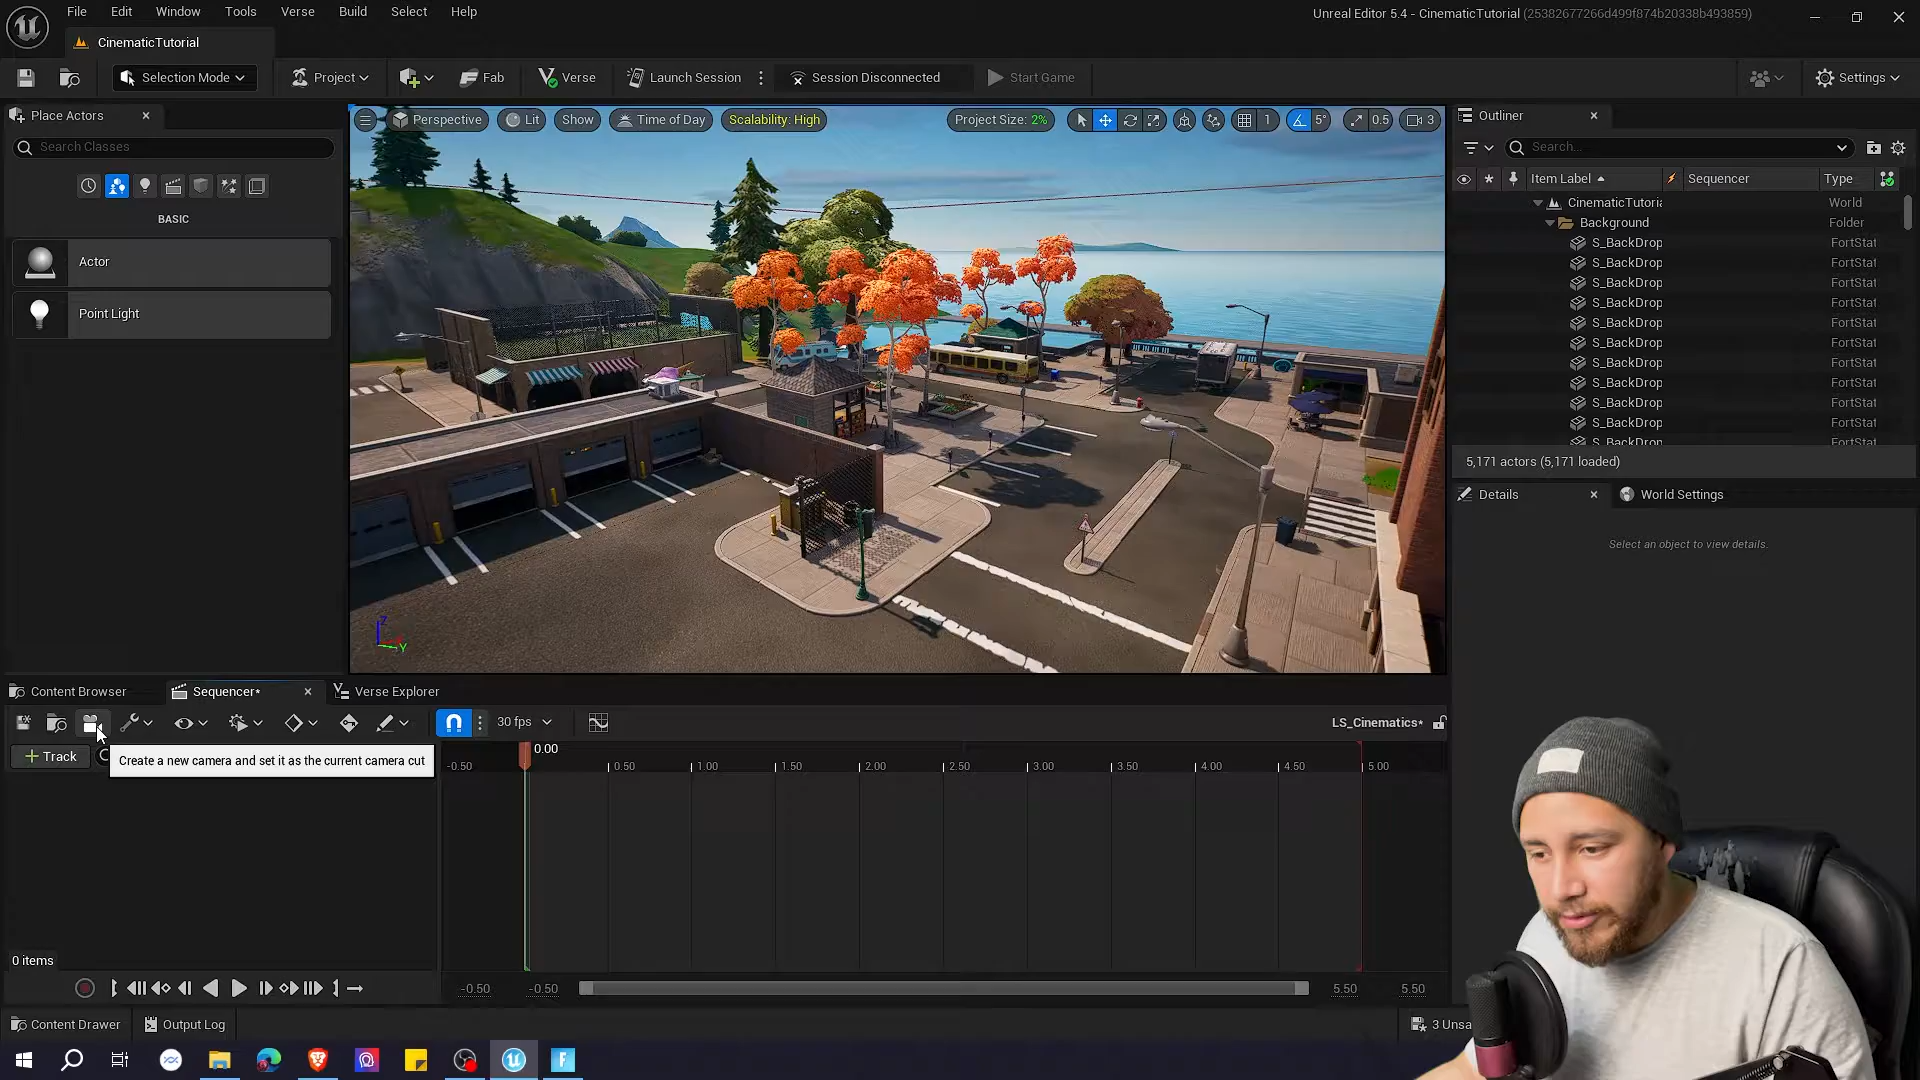 File Edit Window Tools Verse Build Select Help
Unreal Editor 5.4 - CinematicTutorial (25382677266d499f874b20338b493859)
CinematicTutorial
Selection Mode Project Fab Verse Launch Session Session Disconnected Start Game Settings
Place Actors
Search Classes
BASIC
Actor
Point Light
Perspective Lit Show Time of Day Scalability: High Project Size: 2% 1 5° 0.5 3
Z
Y
Outliner
Search...
Item Label Sequencer Type
CinematicTutoria World
Background Folder
S_BackDrop FortStat
S_BackDrop FortStat
S_BackDrop FortStat
S_BackDrop FortStat
S_BackDrop FortStat
S_BackDrop FortStat
S_BackDrop FortStat
S_BackDrop FortStat
S_BackDrop FortStat
S_BackDrop FortStat
S_BackDrop FortStat
5,171 actors (5,171 loaded)
Details World Settings
Select an object to view details.
Content Browser Sequencer* Verse Explorer
30 fps LS_Cinematics*
+ Track
Create a new camera and set it as the current camera cut
0.00
-0.50 0.50 1.00 1.50 2.00 2.50 3.00 3.50 4.00 4.50 5.00
0 items
-0.50 -0.50 5.50 5.50
Content Drawer Output Log 3 Unsa